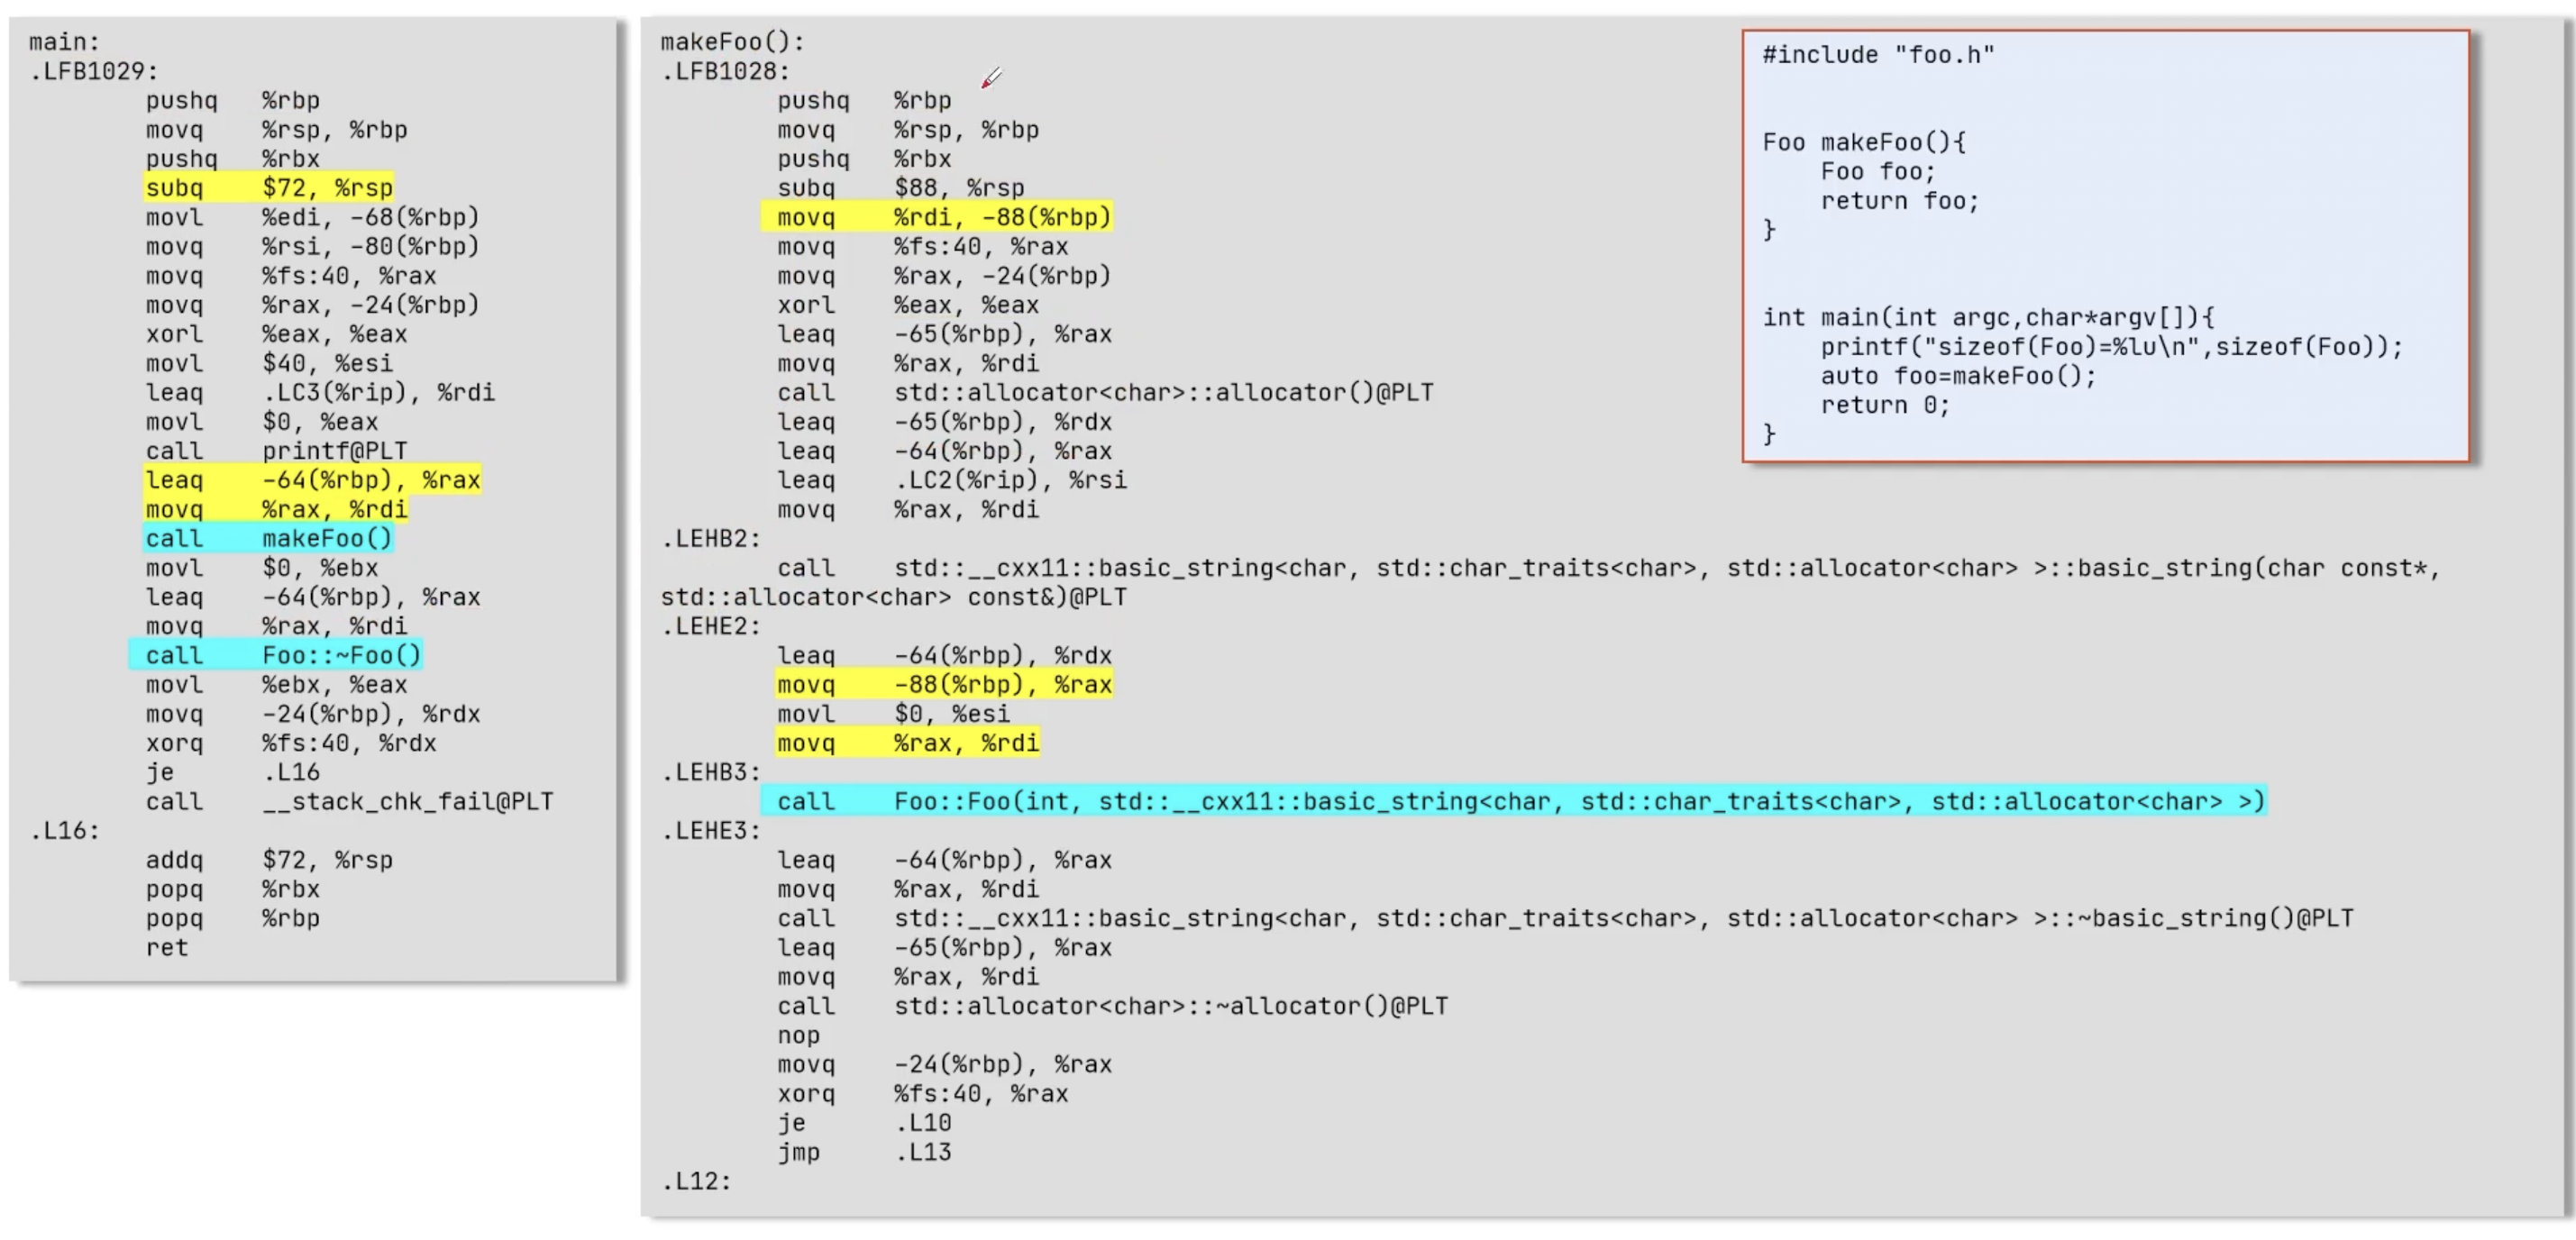 main:
.LFB1029:
pushq %rbp
movq %rsp, %rbp
pushq %rbx
subq $72, %rsp
movl %edi, -68(%rbp)
movq %rsi, -80(%rbp)
movq %fs:40, %rax
movq %rax, -24(%rbp)
xorl %eax, %eax
movl $40, %esi
leaq .LC3(%rip), %rdi
movl $0, %eax
call printf@PLT
leaq -64(%rbp), %rax
movq %rax, %rdi
call makeFoo()
movl $0, %ebx
leaq -64(%rbp), %rax
movq %rax, %rdi
call Foo::~Foo()
movl %ebx, %eax
movq -24(%rbp), %rdx
xorq %fs:40, %rdx
je .L16
call __stack_chk_fail@PLT
.L16:
addq $72, %rsp
popq %rbx
popq %rbp
ret
makeFoo():
.LFB1028:
pushq %rbp
movq %rsp, %rbp
pushq %rbx
subq $88, %rsp
movq %rdi, -88(%rbp)
movq %fs:40, %rax
movq %rax, -24(%rbp)
xorl %eax, %eax
leaq -65(%rbp), %rax
movq %rax, %rdi
call std::allocator<char>::allocator()@PLT
leaq -65(%rbp), %rdx
leaq -64(%rbp), %rax
leaq .LC2(%rip), %rsi
movq %rax, %rdi
.LEHB2:
call std::__cxx11::basic_string<char, std::char_traits<char>, std::allocator<char> >::basic_string(char const*,
std::allocator<char> const&)@PLT
.LEHE2:
leaq -64(%rbp), %rdx
movq -88(%rbp), %rax
movl $0, %esi
movq %rax, %rdi
.LEHB3:
call Foo::Foo(int, std::__cxx11::basic_string<char, std::char_traits<char>, std::allocator<char> >)
.LEHE3:
leaq -64(%rbp), %rax
movq %rax, %rdi
call std::__cxx11::basic_string<char, std::char_traits<char>, std::allocator<char> >::~basic_string()@PLT
leaq -65(%rbp), %rax
movq %rax, %rdi
call std::allocator<char>::~allocator()@PLT
nop
movq -24(%rbp), %rax
xorq %fs:40, %rax
je .L10
jmp .L13
.L12:
#include "foo.h"
Foo makeFoo(){
Foo foo;
return foo;
}
int main(int argc,char*argv[]){
printf("sizeof(Foo)=%lu\n",sizeof(Foo));
auto foo=makeFoo();
return 0;
}